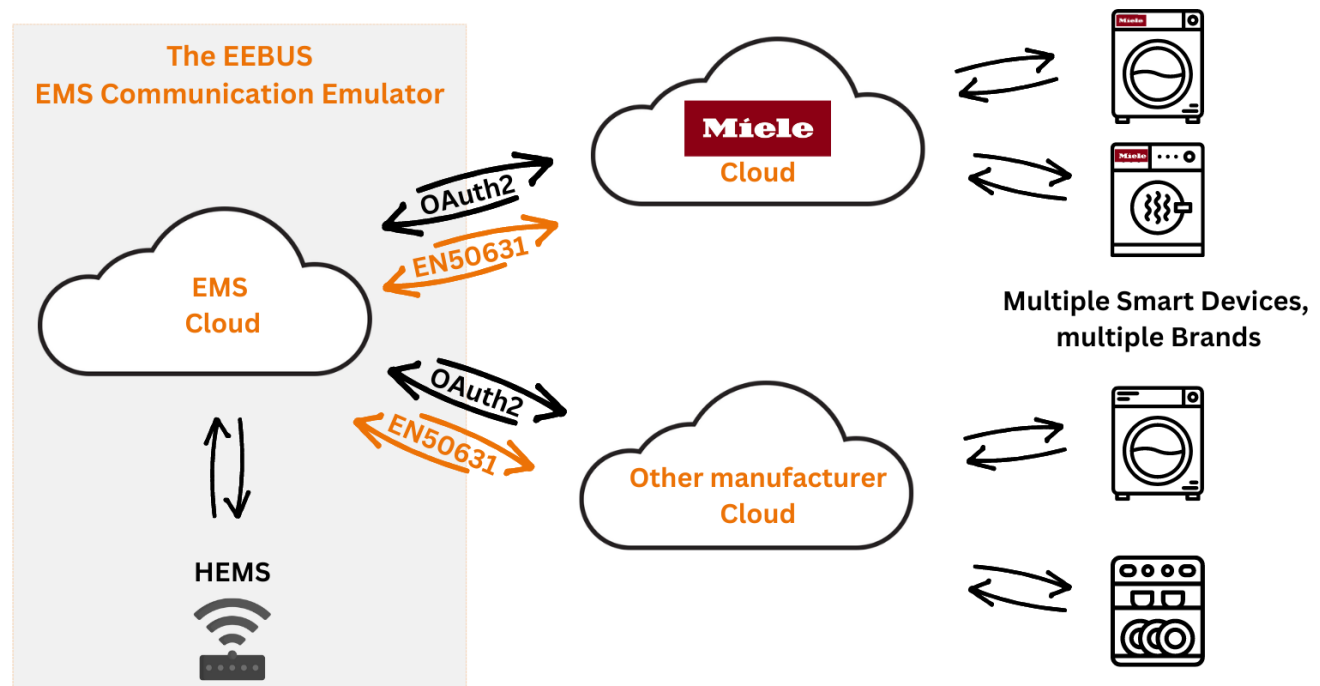 The EEBUS
EMS Communication Emulator
Miele
Cloud
OAuth2
EN50631
EMS
Cloud
OAuth2
EN50631
Other manufacturer
Cloud
HEMS
Miele
Miele
Multiple Smart Devices,
multiple Brands